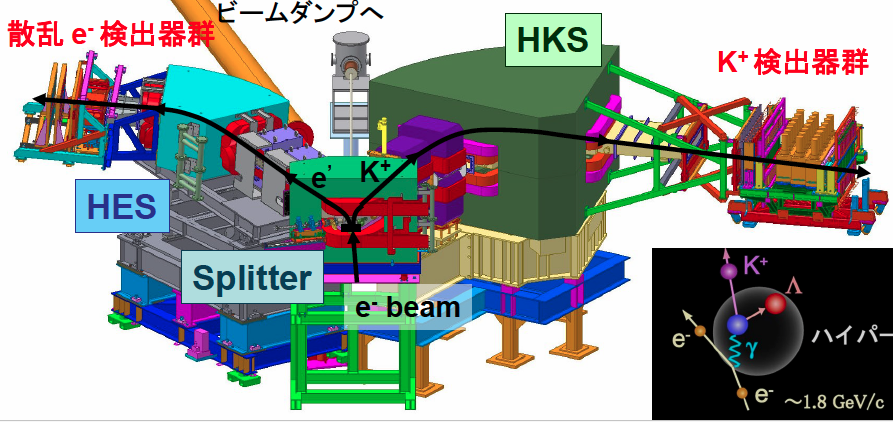 ビームダンプへ
散乱 e- 検出器群
HKS
K+ 検出器群
e’
K+
HES
Splitter
e- beam
K+
Λ
ハイパー
e-
γ
e-
~1.8 GeV/c